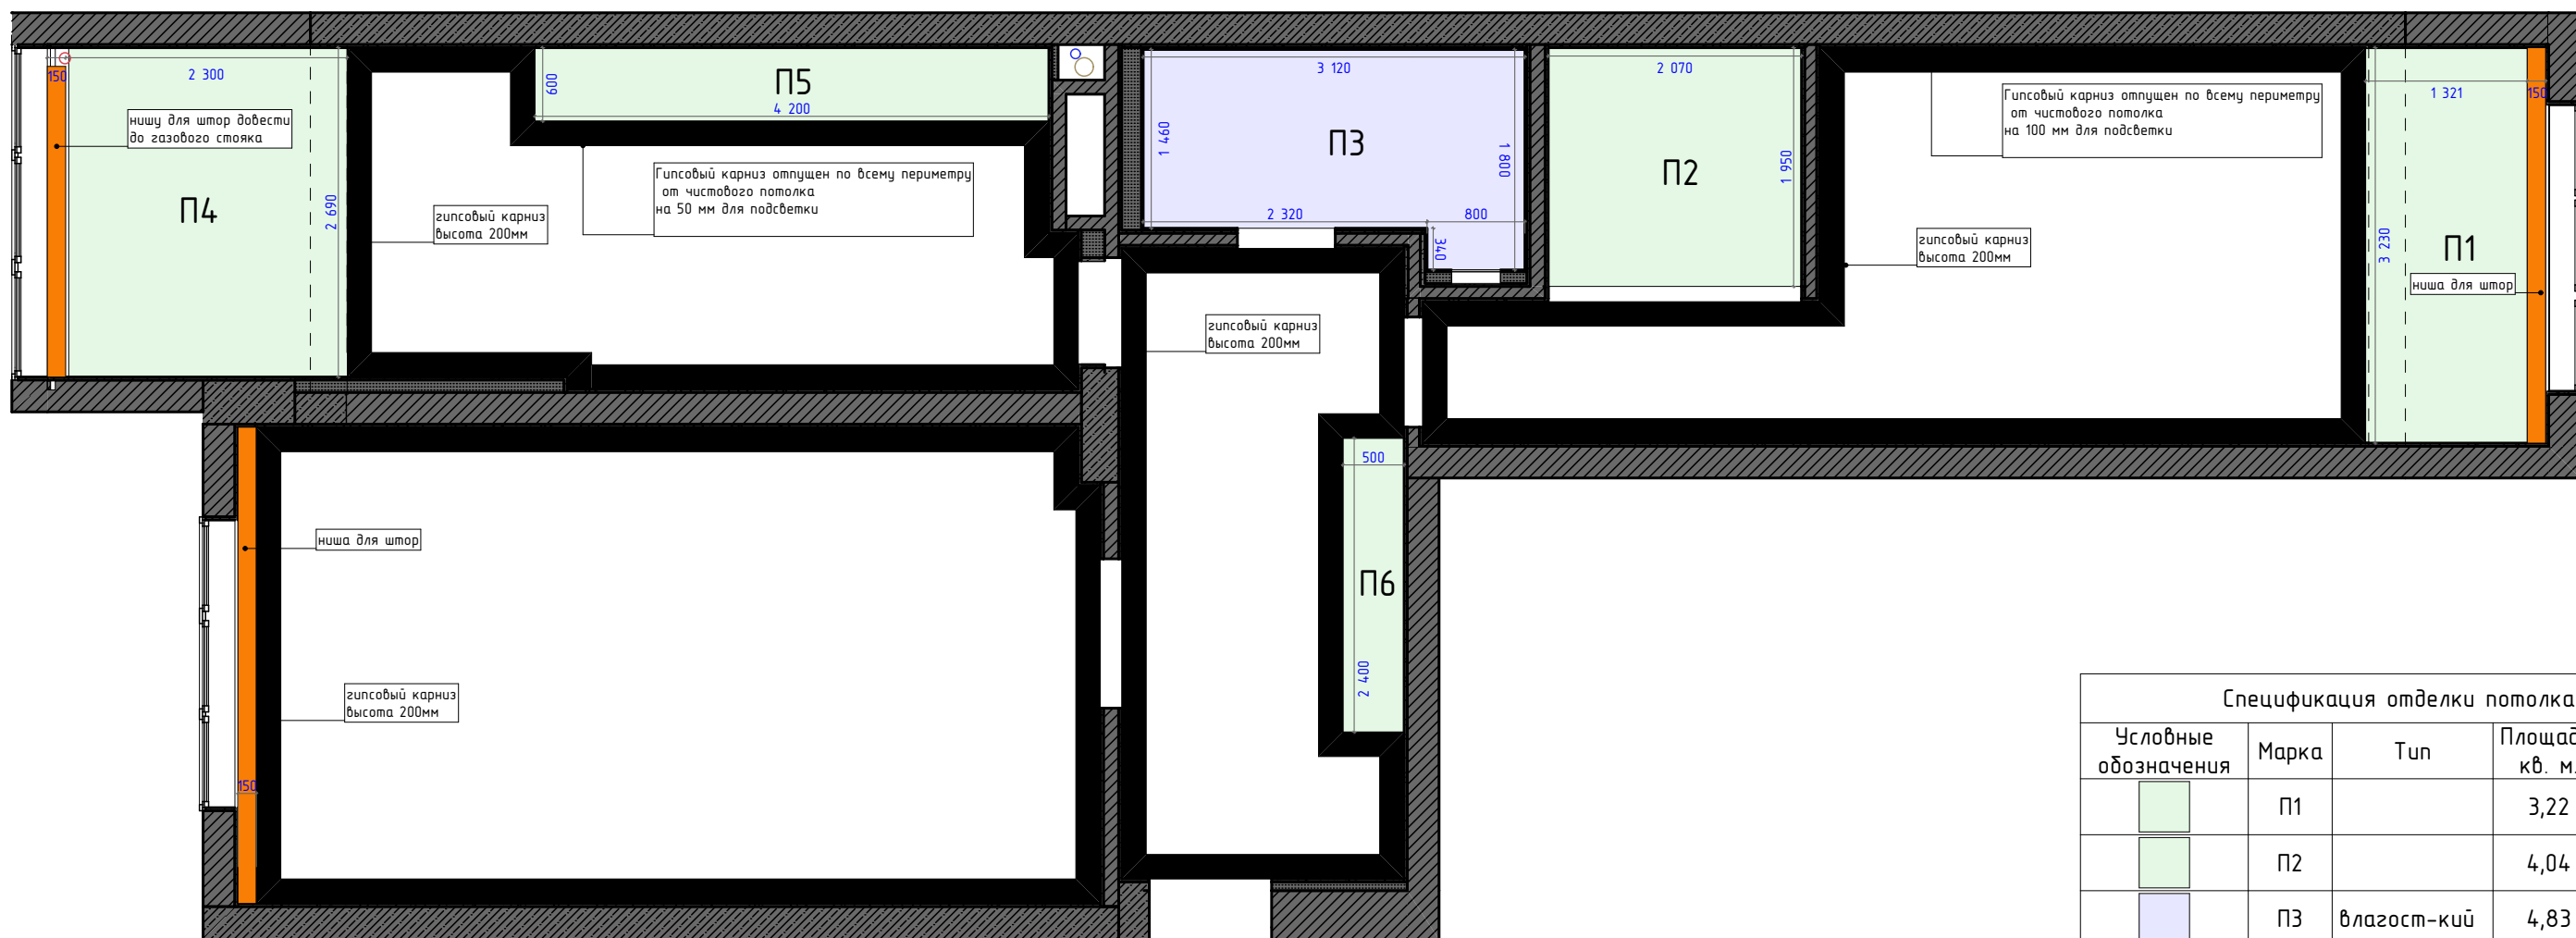 150
2 300
нишу для штор довести
до газового стояка
П4
2 690
гипсовый карниз
высота 200мм
600
П5
4 200
Гипсовый карниз отпущен по всему периметру
от чистового потолка
на 50 мм для подсветки
3 120
1 460
П3
1 800
2 320
800
340
2 070
П2
1 950
Гипсовый карниз отпущен по всему периметру
от чистового потолка
на 100 мм для подсветки
гипсовый карниз
высота 200мм
1 321
150
3 230
П1
ниша для штор
гипсовый карниз
высота 200мм
500
П6
2 400
ниша для штор
гипсовый карниз
высота 200мм
150
Спецификация отделки потолка
Условные
обозначения
Марка
Тип
Площад
кв. м.
П1
3,22
П2
4,04
П3
влагост-кий
4,83